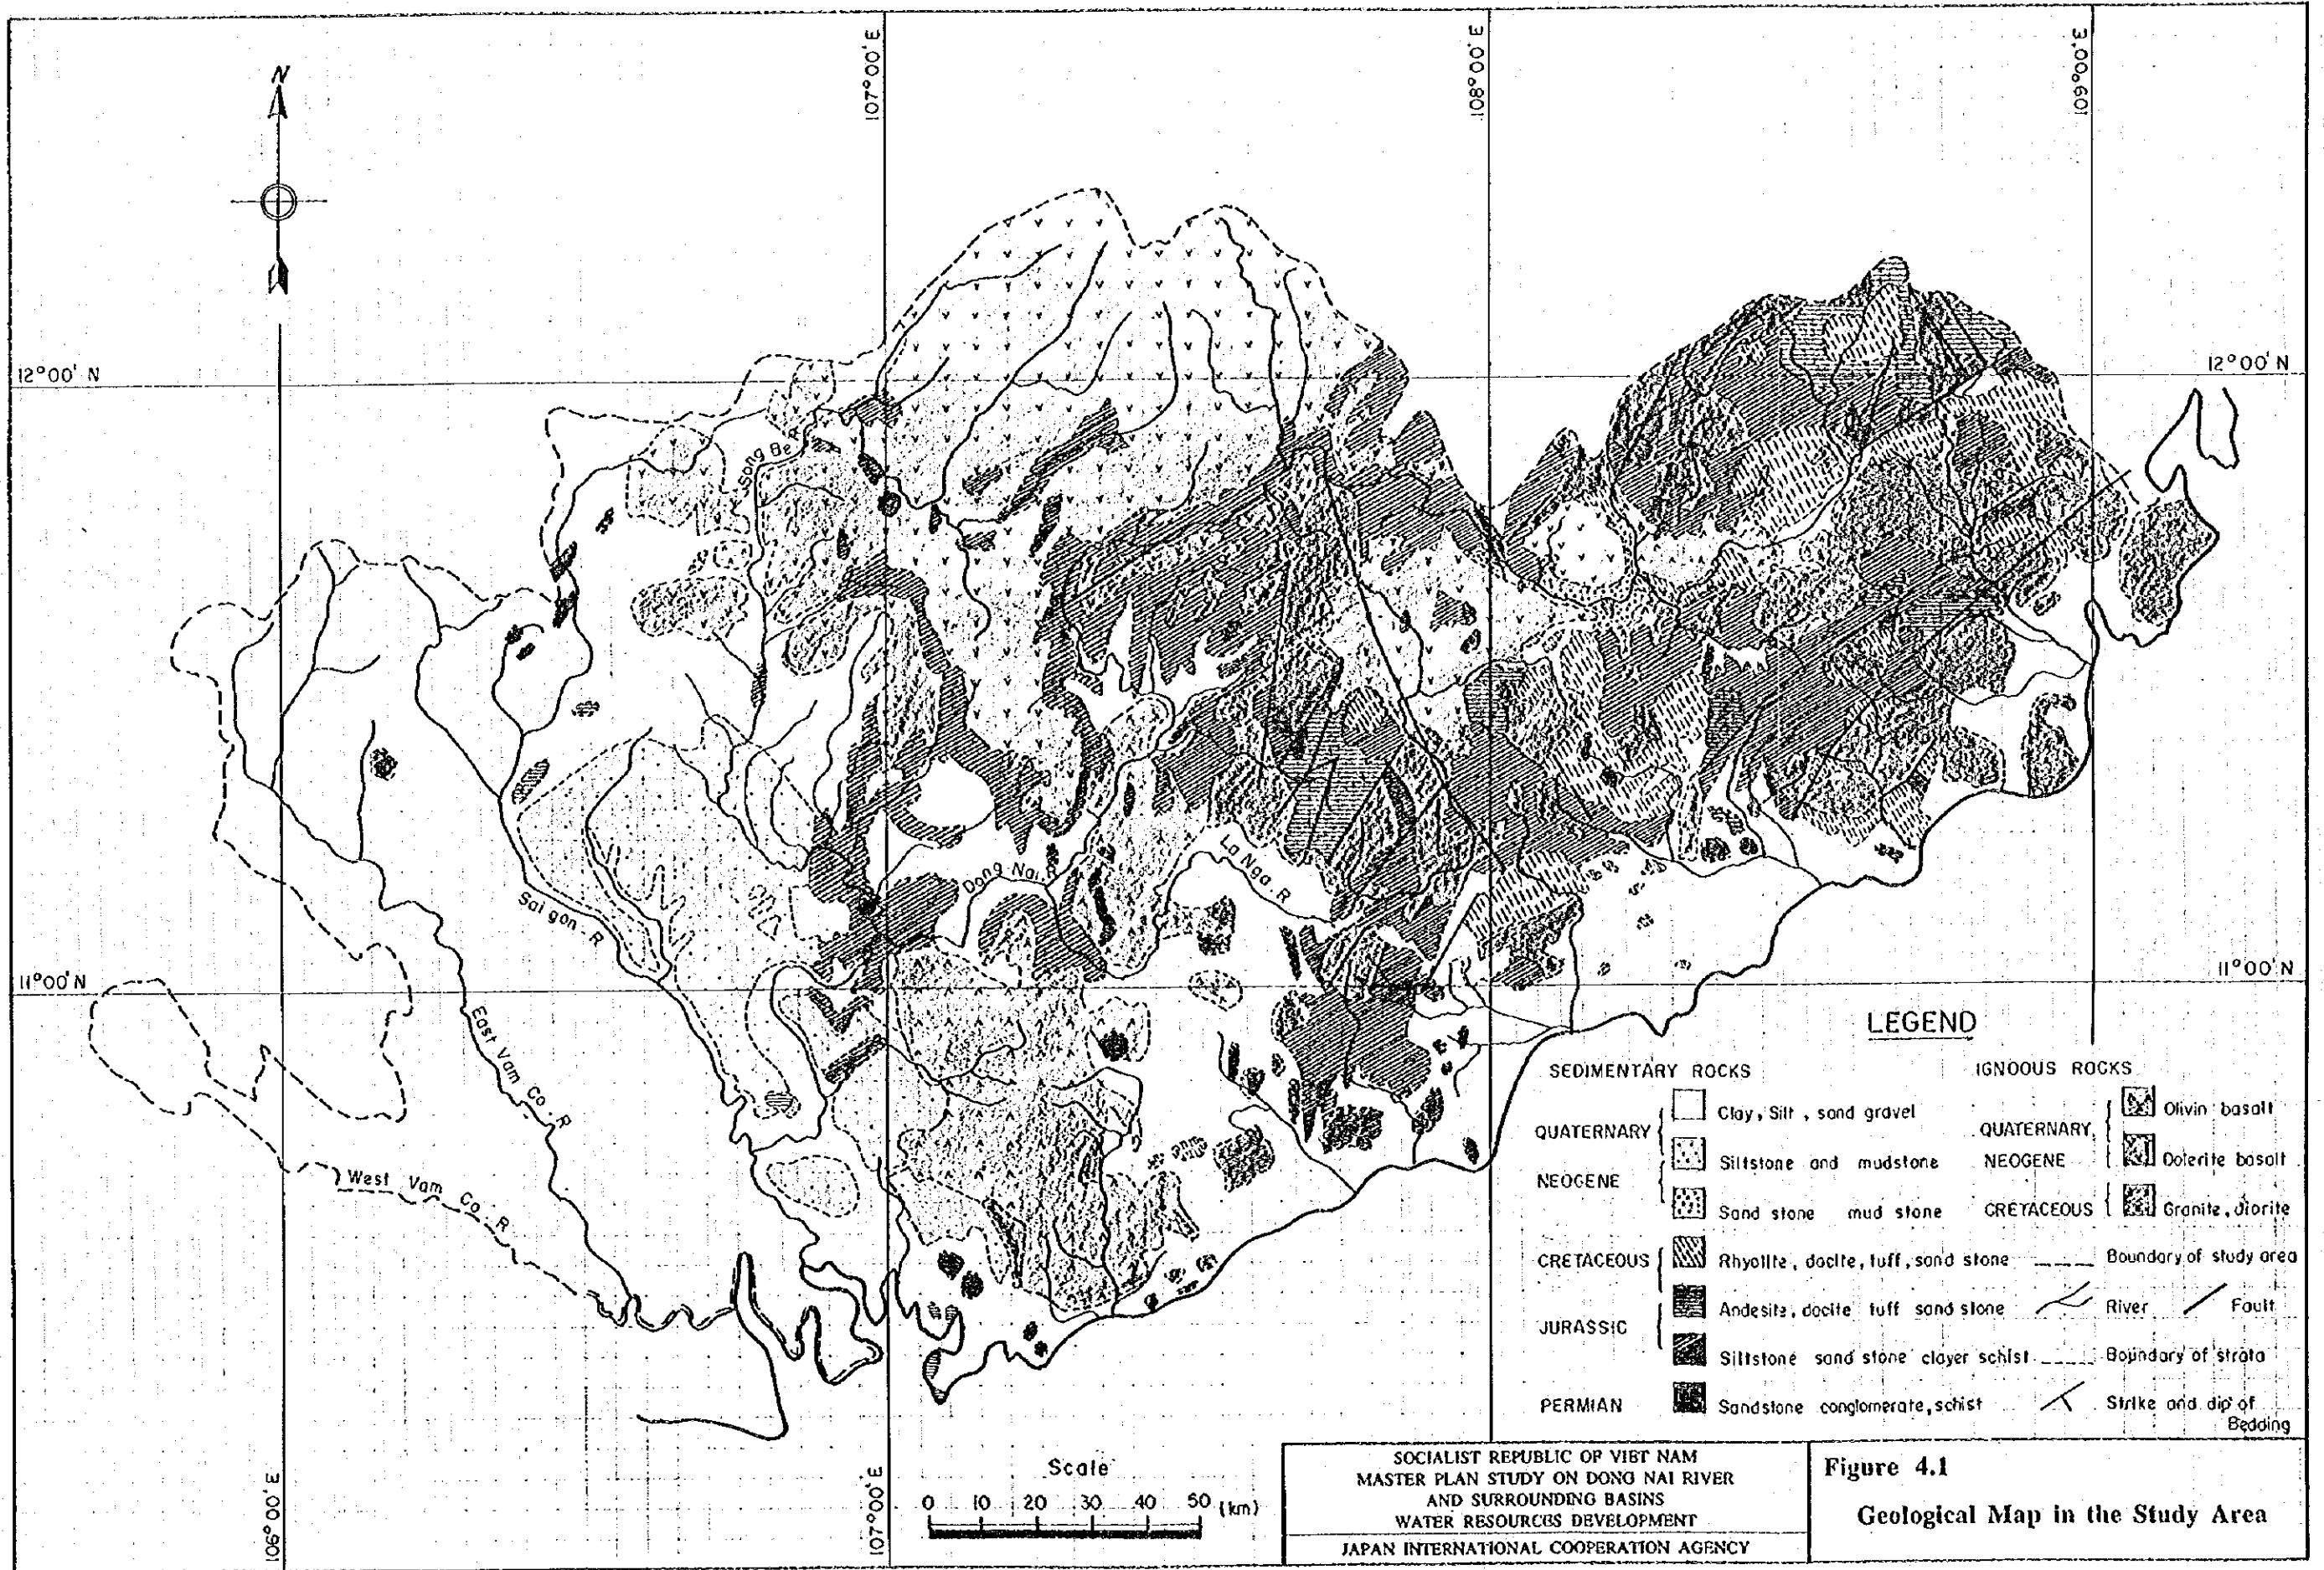 N
107°00' E
108°00' E
109°00' E
12°00' N
12°00' N
Song Be R
Dong Nai R
La Nga . R
Sai gon . R
11°00' N
11°00' N
East Vam Co . R
West Vam Co . R
106°00' E
107°00' E
LEGEND
SEDIMENTARY ROCKS
IGNOOUS ROCKS
QUATERNARY
Clay, Silt , sand gravel
QUATERNARY
Olivin basalt
Siltstone and mudstone
NEOGENE
Dolerite basalt
NEOGENE
Sand stone mud stone
CRETACEOUS
Granite, diorite
CRETACEOUS
Rhyolite, dacite, tuff, sand stone
Boundary of study area
JURASSIC
Andesite, dacite tuff sand stone
River
Fault
Siltstone sand stone clayer schist
Boundary of strata
PERMIAN
Sandstone conglomerate, schist
Strike and dip of
Bedding
Scale
0 10 20 30 40 50 (km)
SOCIALIST REPUBLIC OF VIET NAM
MASTER PLAN STUDY ON DONG NAI RIVER
AND SURROUNDING BASINS
WATER RESOURCES DEVELOPMENT
JAPAN INTERNATIONAL COOPERATION AGENCY
Figure 4.1
Geological Map in the Study Area